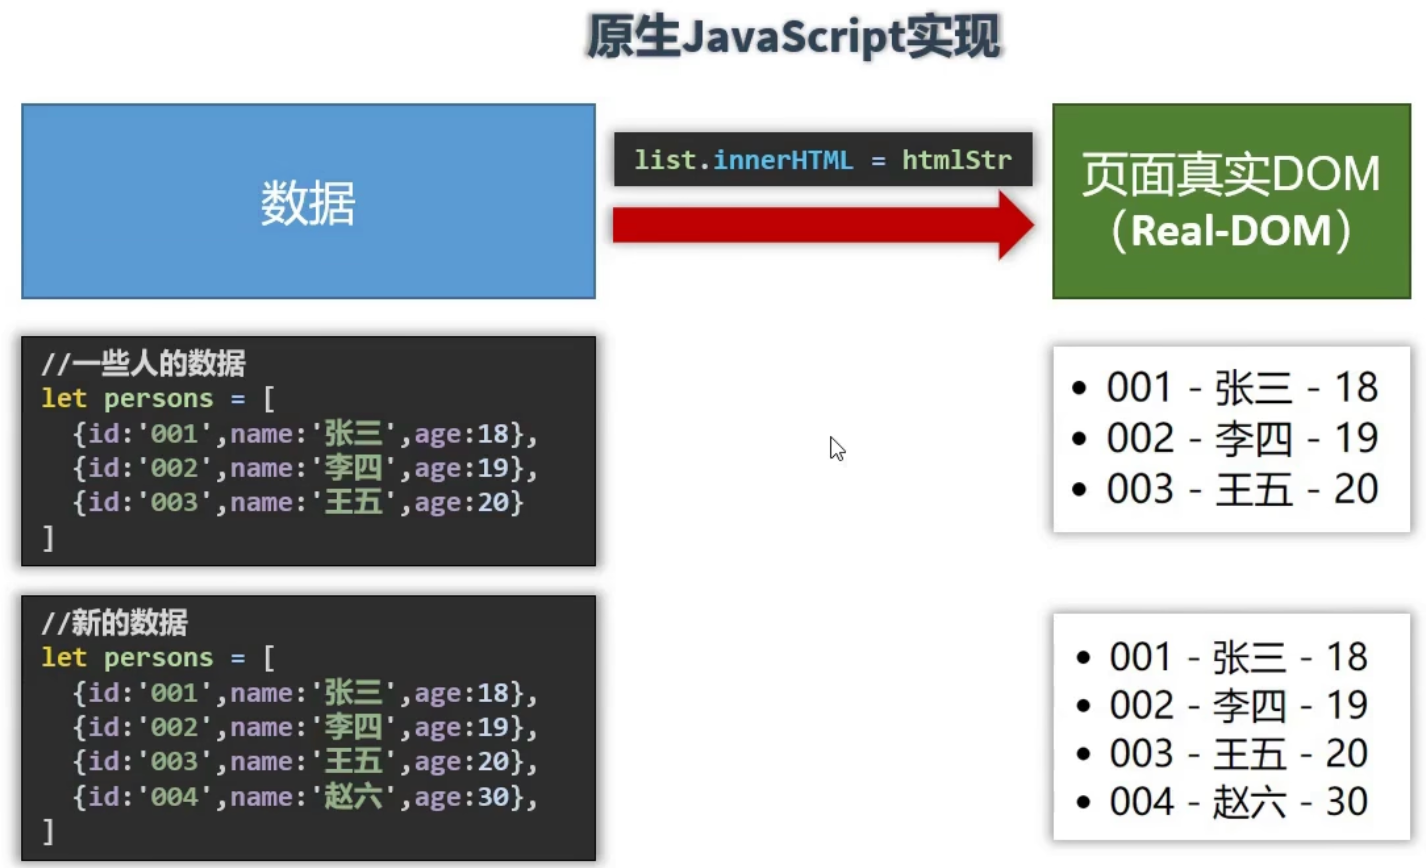 原生JavaScript实现
数据
list.innerHTML = htmlStr
页面真实DOM
（Real-DOM）
//一些人的数据
let persons = [
{id:'001',name:'张三',age:18},
{id:'002',name:'李四',age:19},
{id:'003',name:'王五',age:20}
]
• 001 - 张三 - 18
• 002 - 李四 - 19
• 003 - 王五 - 20
//新的数据
let persons = [
{id:'001',name:'张三',age:18},
{id:'002',name:'李四',age:19},
{id:'003',name:'王五',age:20},
{id:'004',name:'赵六',age:30},
]
• 001 - 张三 - 18
• 002 - 李四 - 19
• 003 - 王五 - 20
• 004 - 赵六 - 30